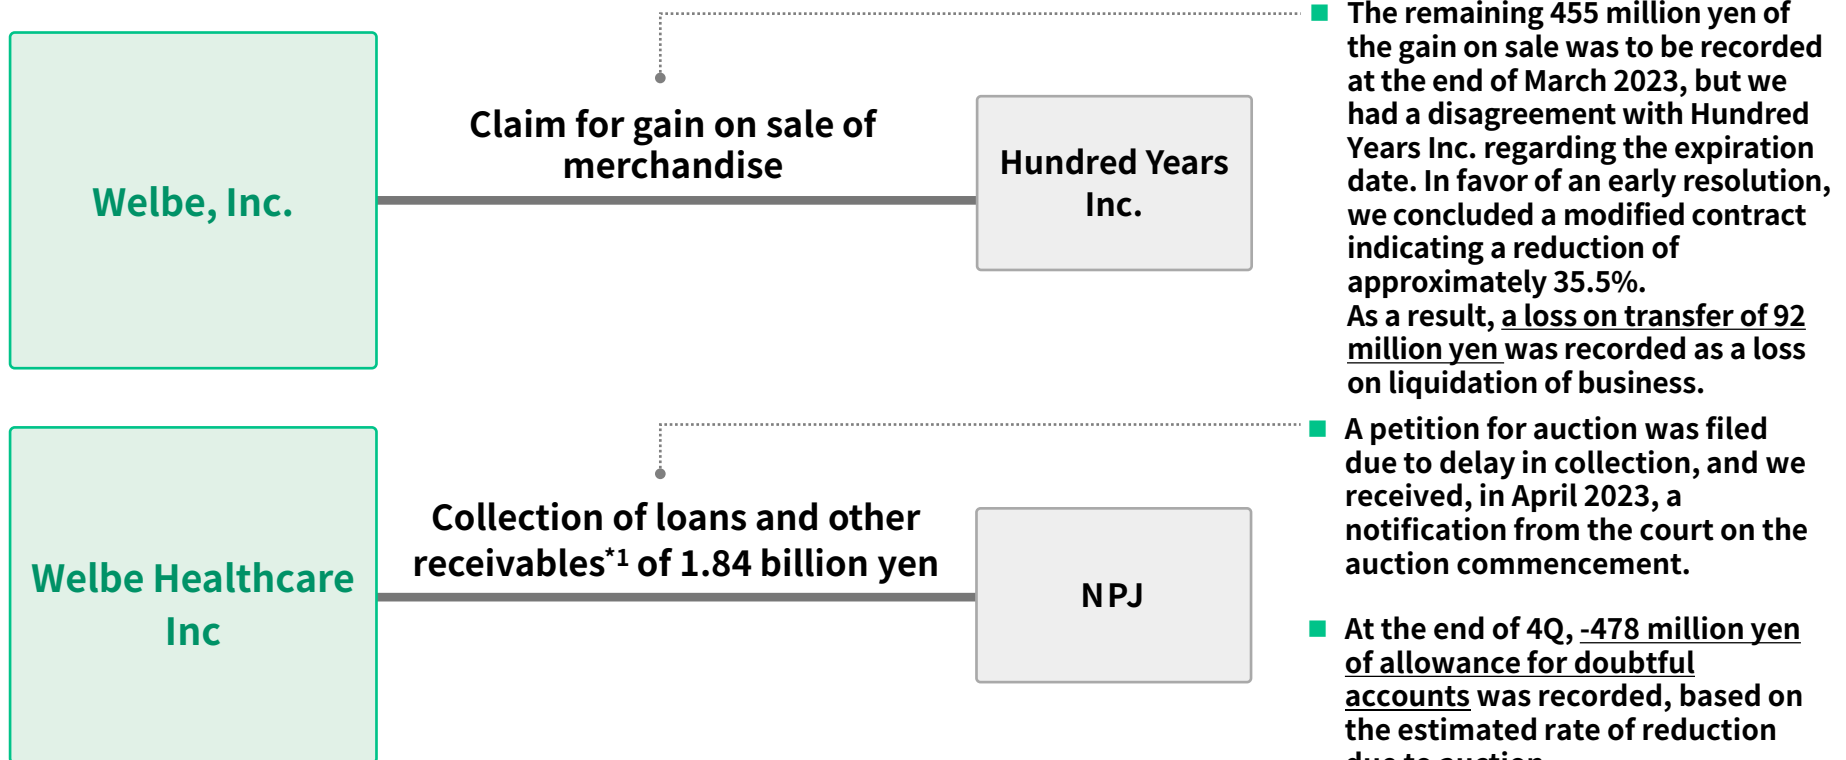 Welbe, Inc.
Claim for gain on sale of
merchandise
Hundred Years
Inc.
The remaining 455 million yen of
the gain on sale was to be recorded
at the end of March 2023, but we
had a disagreement with Hundred
Years Inc. regarding the expiration
date. In favor of an early resolution,
we concluded a modified contract
indicating a reduction of
approximately 35.5%.
As a result, a loss on transfer of 92
million yen was recorded as a loss
on liquidation of business.
Welbe Healthcare
Inc
Collection of loans and other
receivables*1 of 1.84 billion yen
NPJ
A petition for auction was filed
due to delay in collection, and we
received, in April 2023, a
notification from the court on the
auction commencement.
At the end of 4Q, -478 million yen
of allowance for doubtful
accounts was recorded, based on
the estimated rate of reduction
due to auction